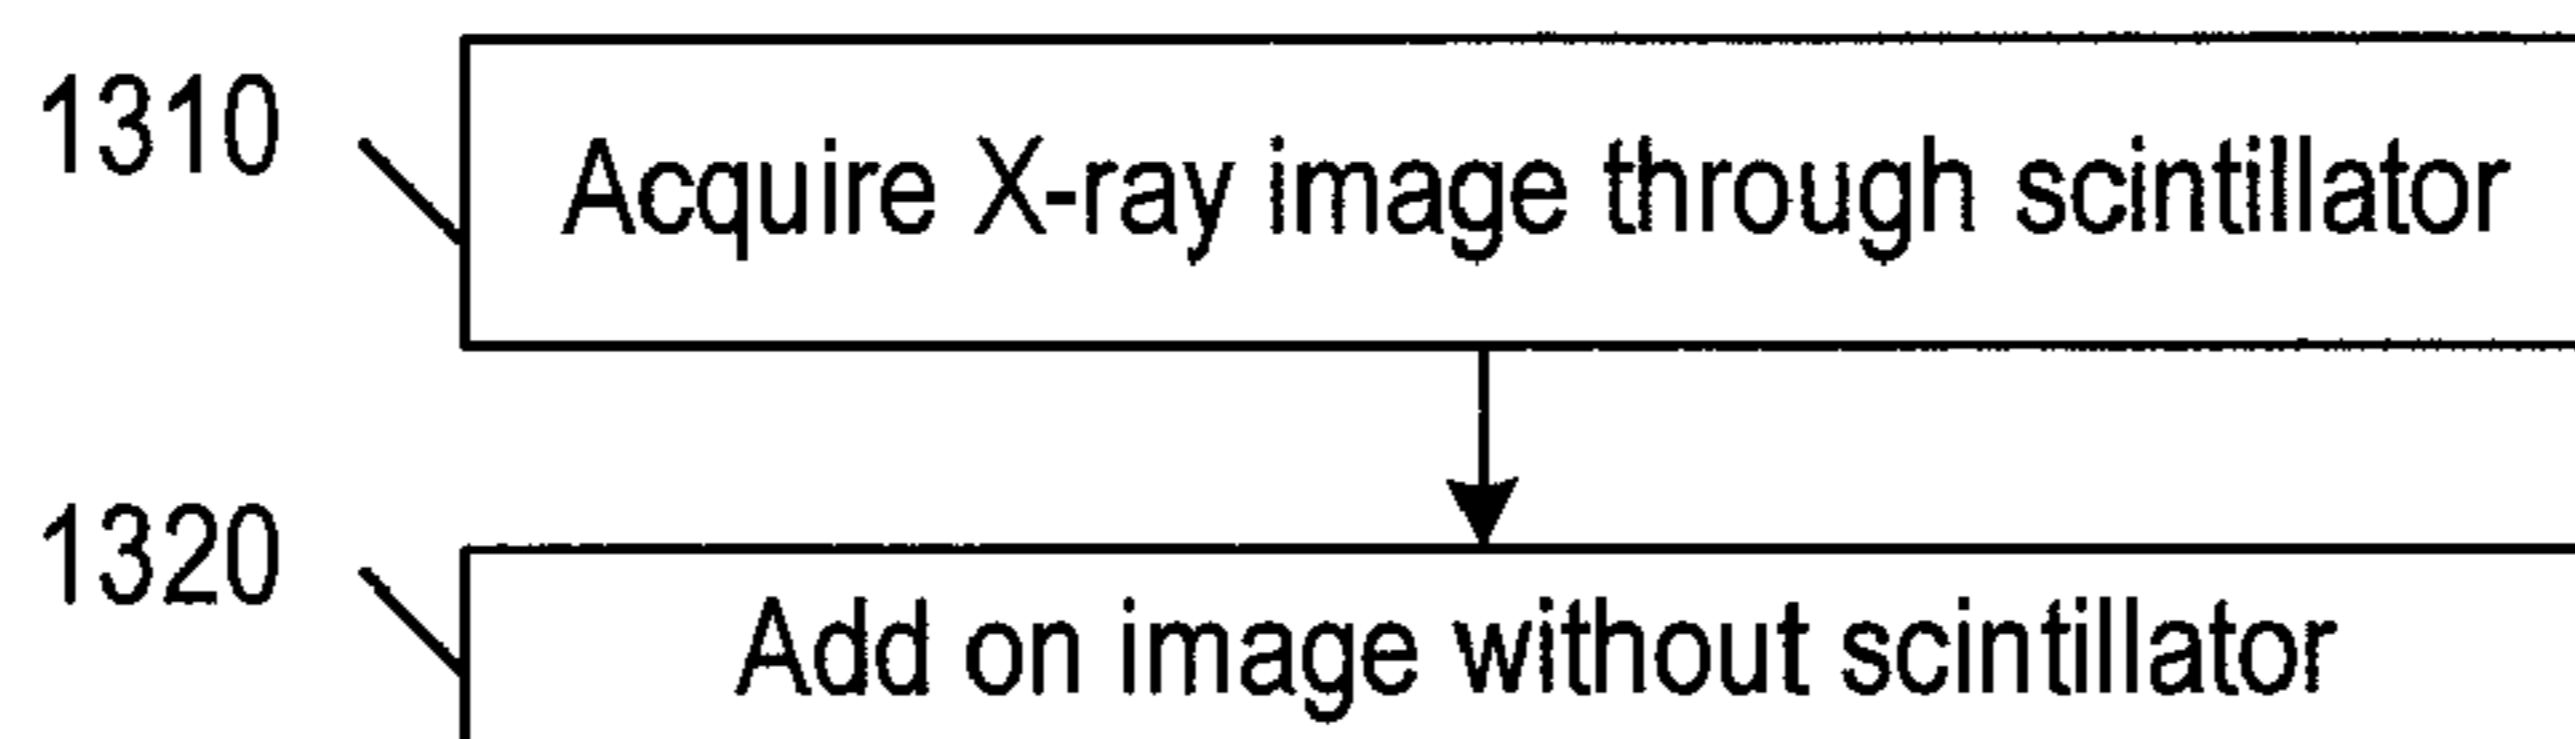 1310
Acquire X-ray image through scintillator
1320
Add on image without scintillator